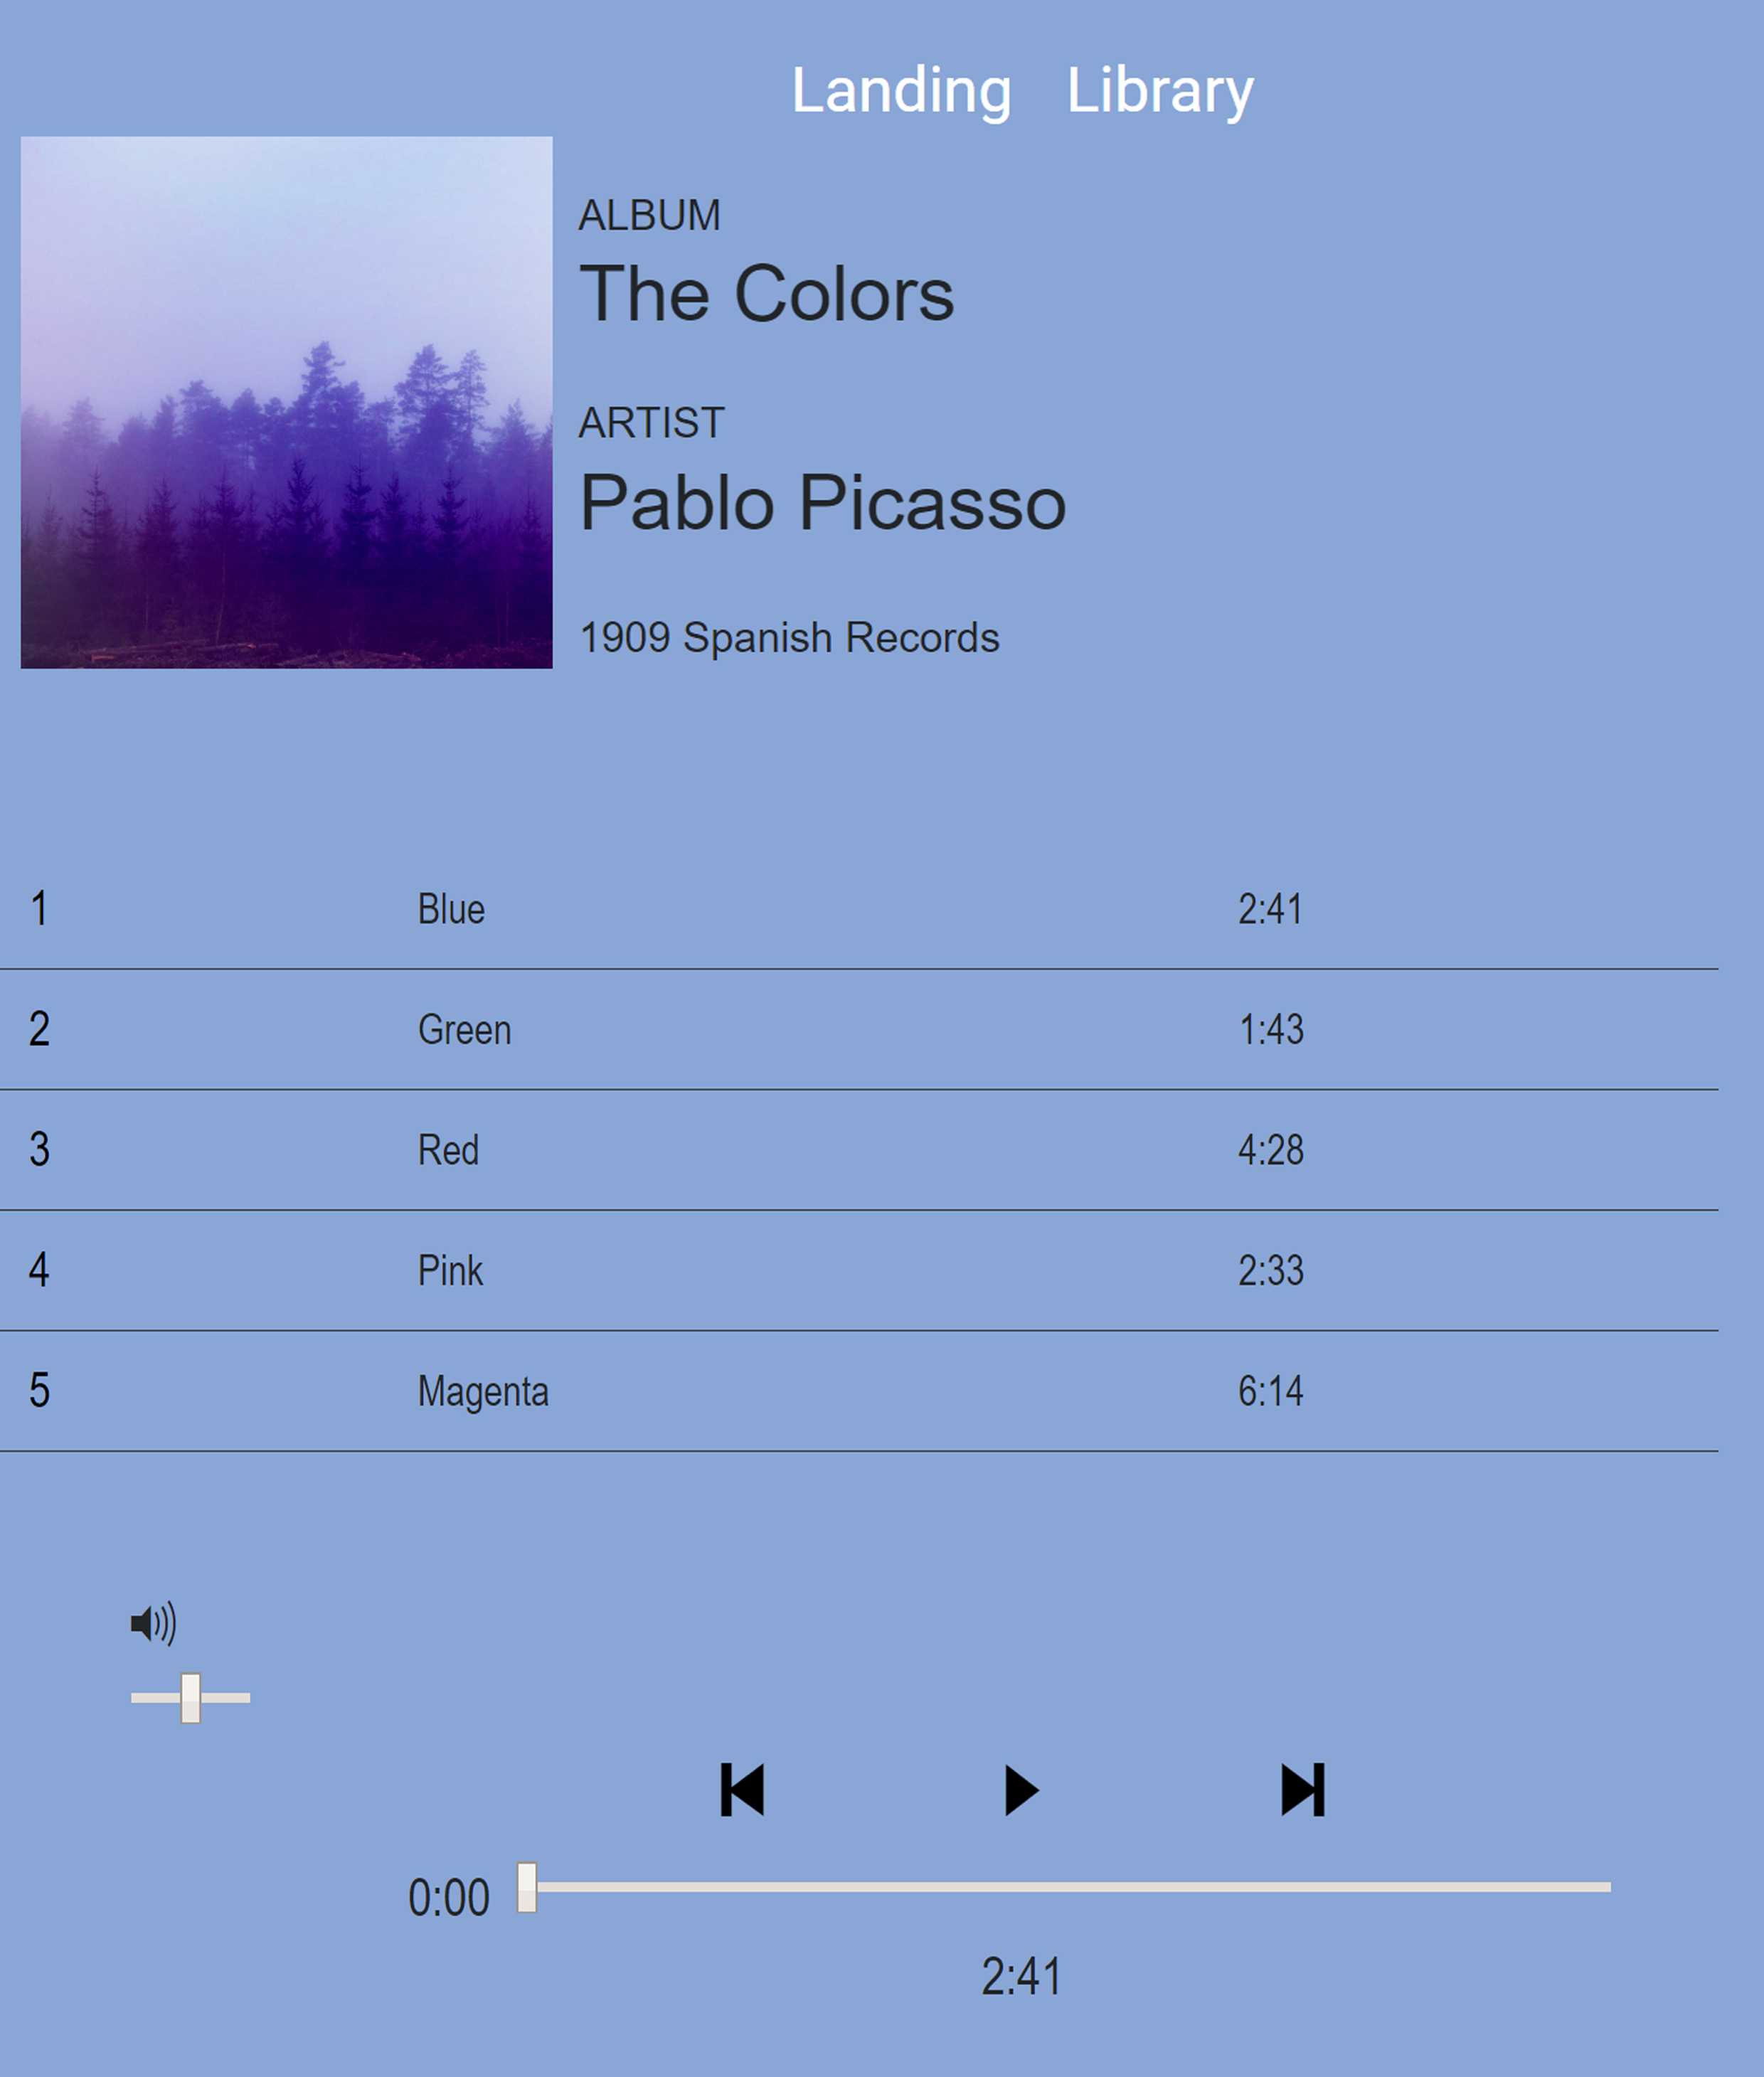 Landing Library
ALBUM
The Colors
ARTIST
Pablo Picasso
1909 Spanish Records
1 Blue 2:41
2 Green 1:43
3 Red 4:28
4 Pink 2:33
5 Magenta 6:14
0:00
2:41